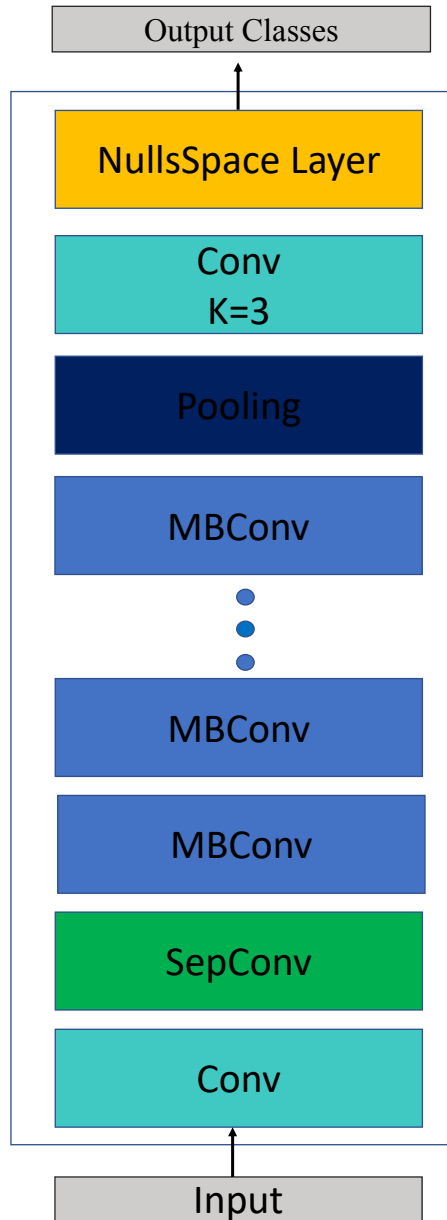 Output Classes
NullsSpace Layer
Conv
K=3
Pooling
MBConv
MBConv
MBConv
SepConv
Conv
Input